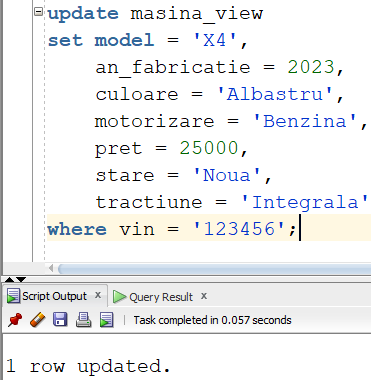 update masina_view
set model = 'X4',
an_fabricatie = 2023,
culoare = 'Albastru',
motorizare = 'Benzina',
pret = 25000,
stare = 'Noua',
tractiune = 'Integrala'
where vin = '123456';
Script Output x Query Result x
Task completed in 0.057 seconds
1 row updated.